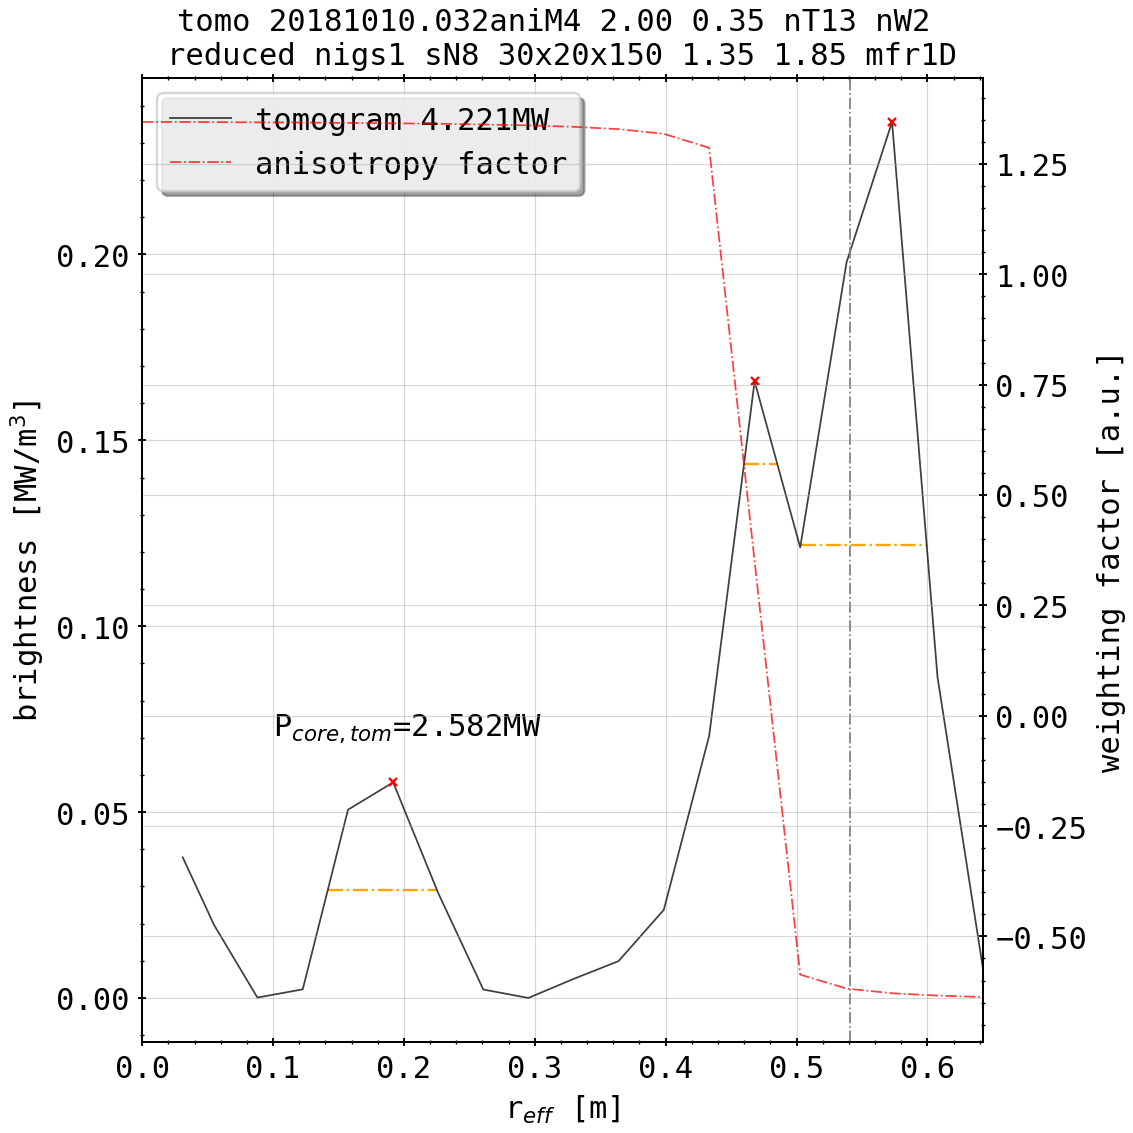 tomo 20181010.032aniM4 2.00 0.35 nT13 nW2
reduced nigs1 sN8 30x20x150 1.35 1.85 mfr1D
tomogram 4.221MW
anisotropy factor
brightness [MW/m³]
0.20
0.15
0.10
0.05
0.00
P_core,tom=2.582MW
1.25
1.00
0.75
0.50
0.25
0.00
−0.25
−0.50
weighting factor [a.u.]
0.0 0.1 0.2 0.3 0.4 0.5 0.6
r_eff [m]